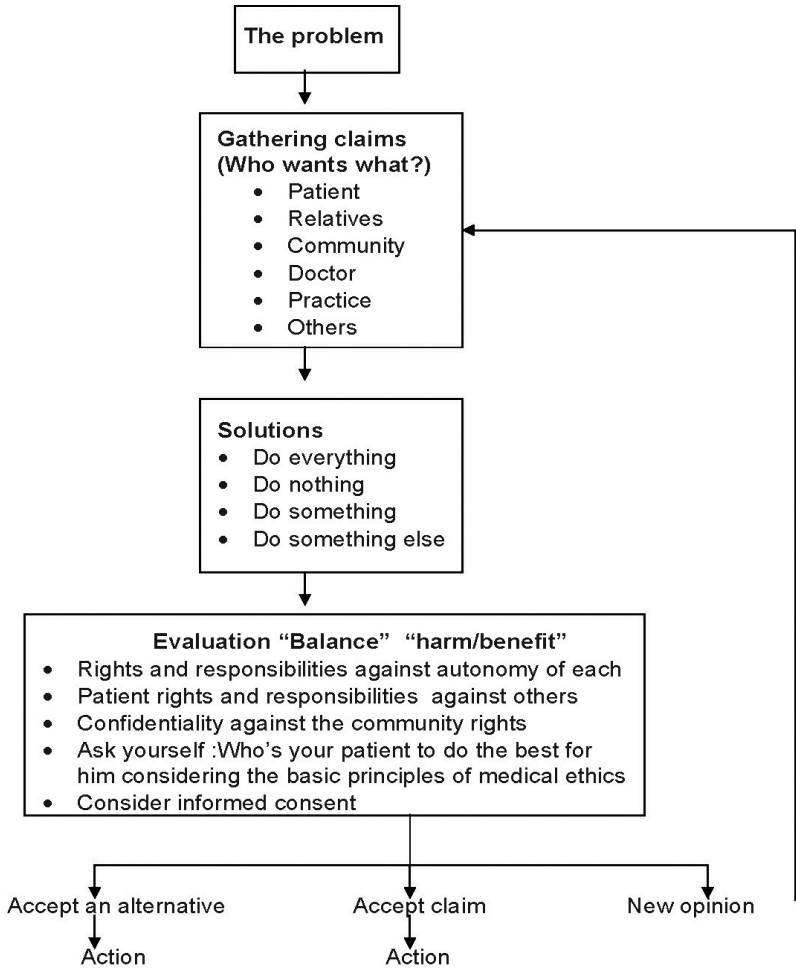 The problem
Gathering claims
(Who wants what?)
• Patient
• Relatives
• Community
• Doctor
• Practice
• Others
Solutions
• Do everything
• Do nothing
• Do something
• Do something else
Evaluation “Balance” “harm/benefit”
• Rights and responsibilities against autonomy of each
• Patient rights and responsibilities against others
• Confidentiality against the community rights
• Ask yourself :Who’s your patient to do the best for
him considering the basic principles of medical ethics
• Consider informed consent
Accept an alternative
Accept claim
New opinion
Action
Action